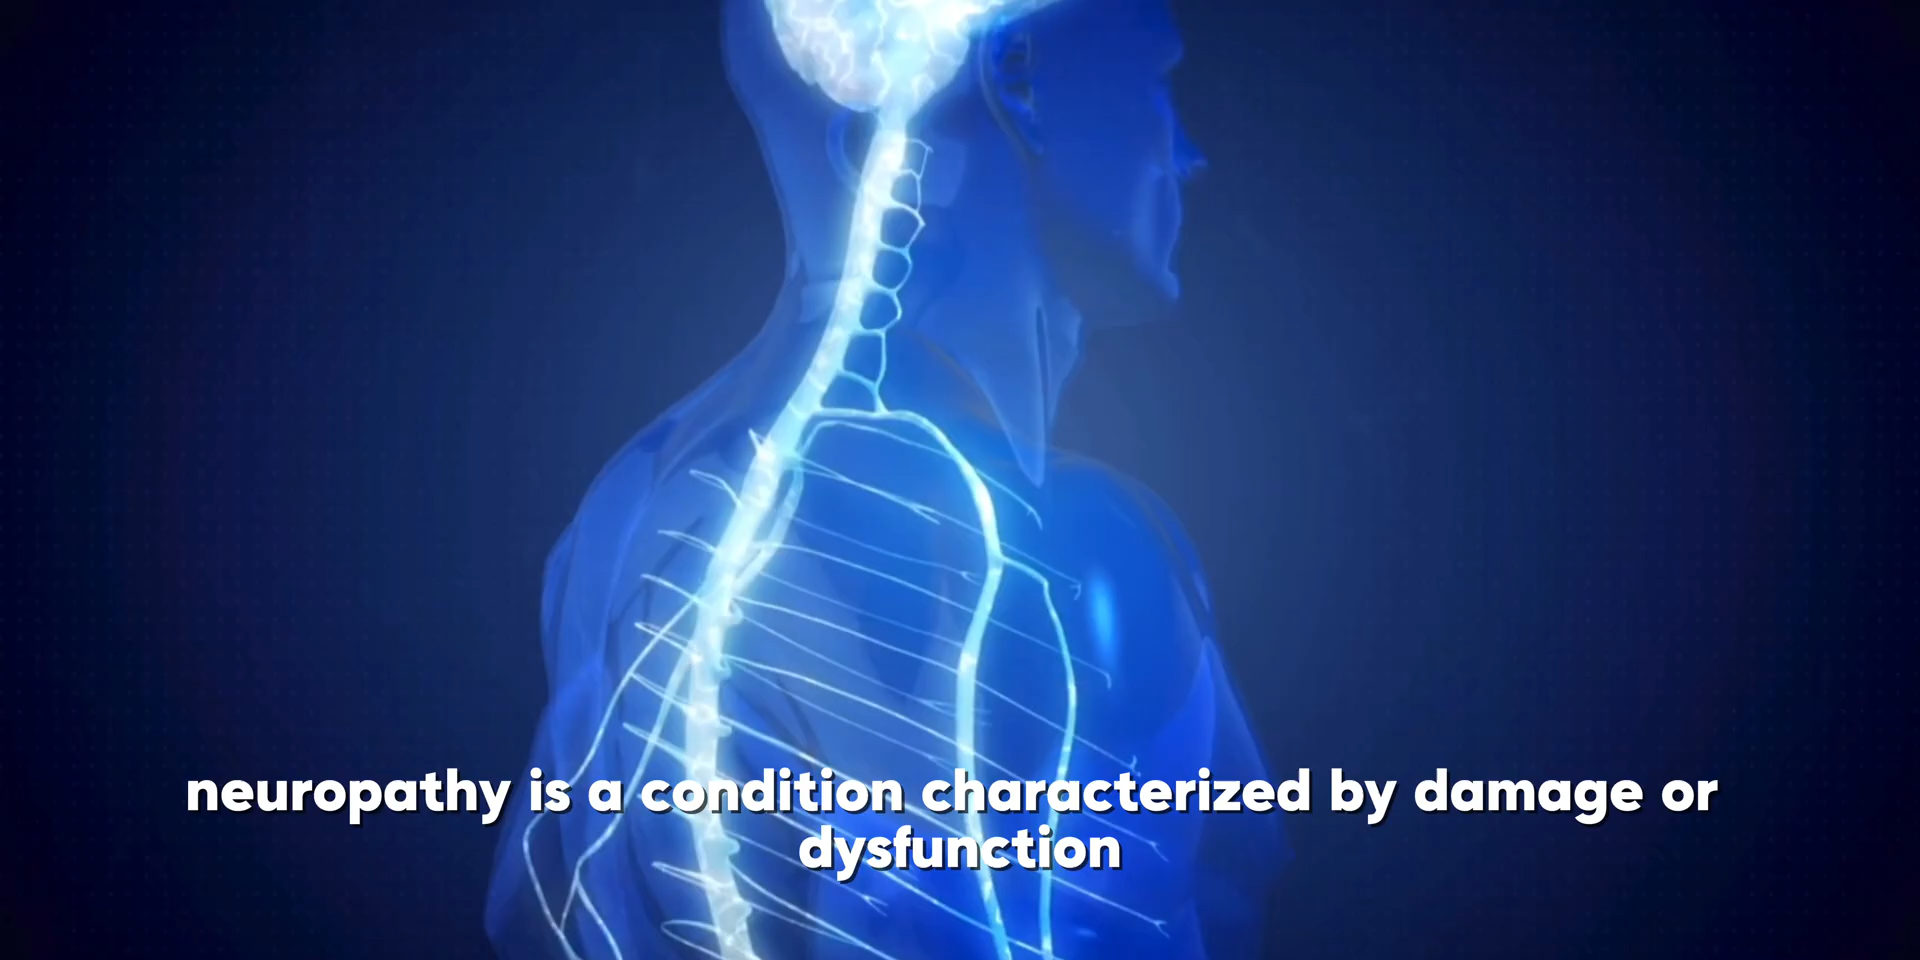 neuropathy is a condition characterized by damage or
dysfunction